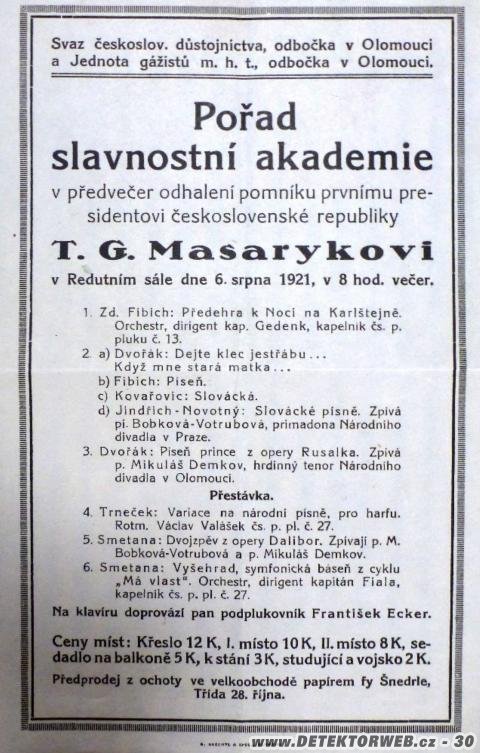 Svaz českoslov. důstojnictva, odbočka v Olomouci
a Jednota gážistů m. h. t., odbočka v Olomouci.
Pořad
slavnostní akademie
v předvečer odhalení pomníku prvnímu pre-
sidentovi československé republiky
T. G. Masarykovi
v Redutním sále dne 6. srpna 1921, v 8 hod. večer.
1. Zd. Fibich: Předehra k Noci na Karlštejně.
Orchestr, dirigent kap. Gedenk, kapelník čs. p.
pluku č. 13.
2. a) Dvořák: Dejte klec jestřábu...
Když mne stará matka...
b) Fibich: Píseň.
c) Kovařovic: Slovácká.
d) Jindřich-Novotný: Slovácké písně. Zpívá
pí. Bobková-Votrubová, primadona Národního
divadla v Praze.
3. Dvořák: Píseň prince z opery Rusalka. Zpívá
p. Mikuláš Demkov, hrdinný tenor Národního
divadla v Olomouci.
Přestávka.
4. Trneček: Variace na národní písně, pro harfu.
Rotm. Václav Valášek čs. p. pl. č. 27.
5. Smetana: Dvojzpěv z opery Dalibor. Zpívají p. M.
Bobková-Votrubová a p. Mikuláš Demkov.
6. Smetana: Vyšehrad, symfonická báseň z cyklu
„Má vlast". Orchestr, dirigent kapitán Fiala,
kapelník čs. p. pl. č. 27.
Na klavíru doprovází pan podplukovník František Ecker.
Ceny míst: Křeslo 12 K, I. místo 10 K, II. místo 8 K, se-
dadlo na balkoně 5 K, k stání 3 K, studující a vojsko 2 K.
Předprodej z ochoty ve velkoobchodě papírem fy Šnedrle,
Třída 28. října.
WWW.DETEKTORWEB.cz - 30